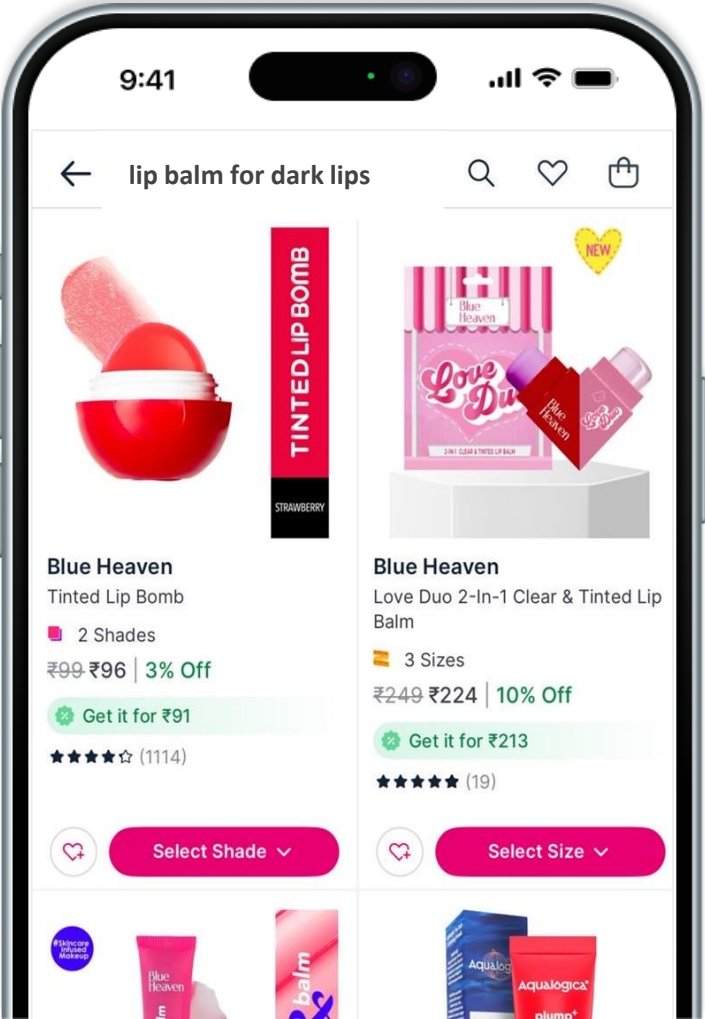 9:41
lip balm for dark lips
TINTED LIP BOMB
STRAWBERRY
NEW
Blue
Heaven
Love
Duo
2-IN-1 CLEAR & TINTED LIP BALM
Blue
Heaven
Love
Duo
Blue Heaven
Tinted Lip Bomb
2 Shades
₹99 ₹96 | 3% Off
Get it for ₹91
(1114)
Select Shade
Blue Heaven
Love Duo 2-In-1 Clear & Tinted Lip
Balm
3 Sizes
₹249 ₹224 | 10% Off
Get it for ₹213
(19)
Select Size
#Skincare
Infused
Makeup
Blue
Heaven
balm
&
Aqualogica
plump+